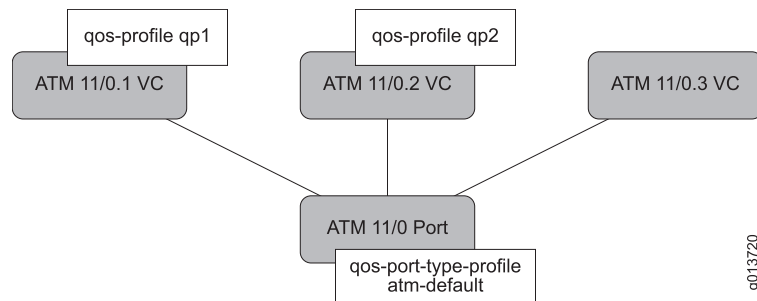 qos-profile qp1
qos-profile qp2
ATM 11/0.1 VC
ATM 11/0.2 VC
ATM 11/0.3 VC
ATM 11/0 Port
qos-port-type-profile
atm-default
g013720